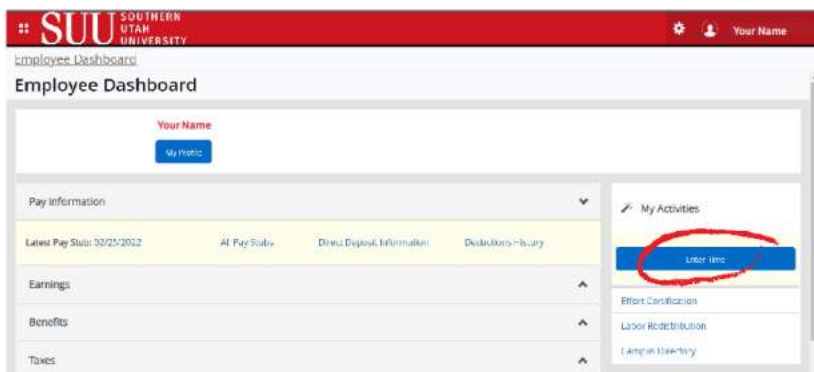 SUU SOUTHERN
UTAH
UNIVERSITY
Your Name
Employee Dashboard
Employee Dashboard
Your Name
My Profile
Pay Information
Latest Pay Stub: 02/25/2022 All Pay Stubs Direct Deposit Information Deductions History
Earnings
Benefits
Taxes
My Activities
Enter Time
Effort Certification
Labor Redistribution
Campus Directory